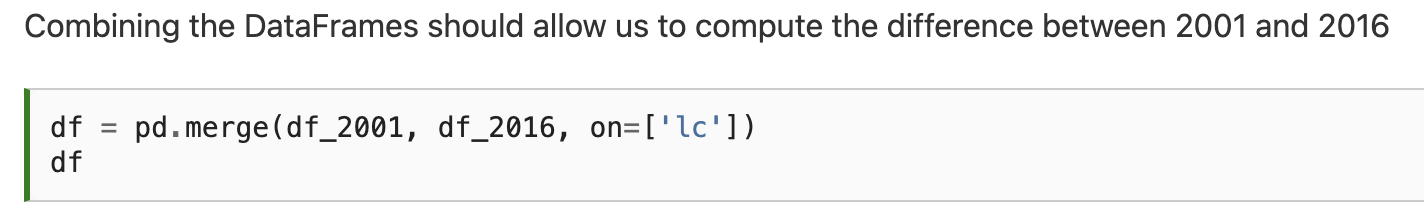 Combining the DataFrames should allow us to compute the difference between 2001 and 2016
df = pd.merge(df_2001, df_2016, on=['lc'])
df